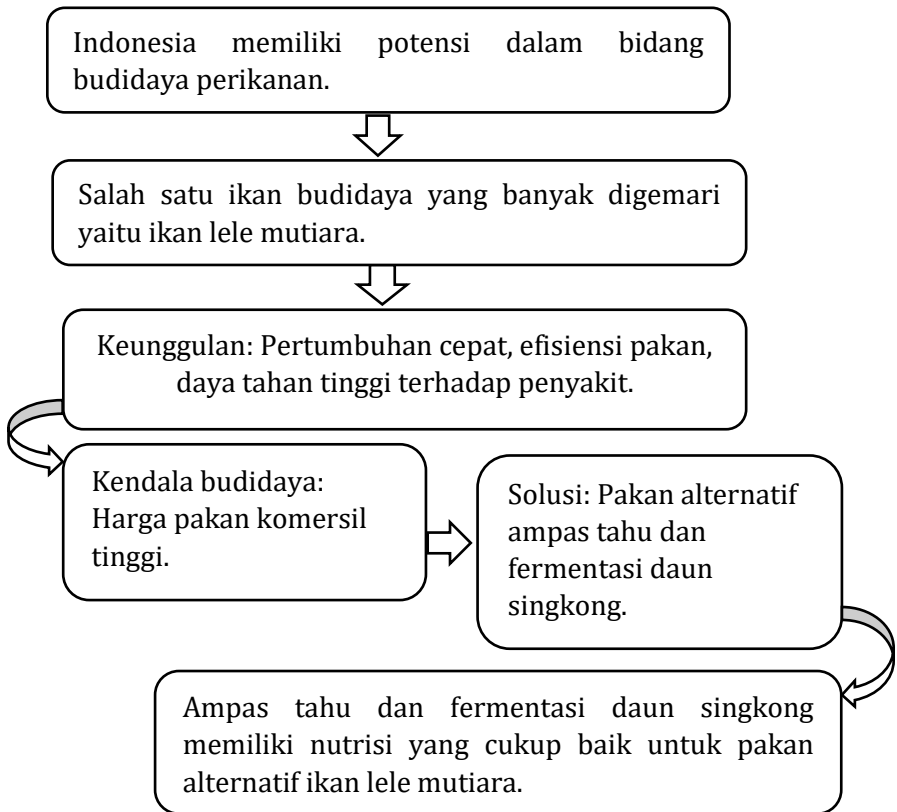 Indonesia memiliki potensi dalam bidang
budidaya perikanan.
Salah satu ikan budidaya yang banyak digemari
yaitu ikan lele mutiara.
Keunggulan: Pertumbuhan cepat, efisiensi pakan,
daya tahan tinggi terhadap penyakit.
Kendala budidaya:
Harga pakan komersil
tinggi.
Solusi: Pakan alternatif
ampas tahu dan
fermentasi daun
singkong.
Ampas tahu dan fermentasi daun singkong
memiliki nutrisi yang cukup baik untuk pakan
alternatif ikan lele mutiara.